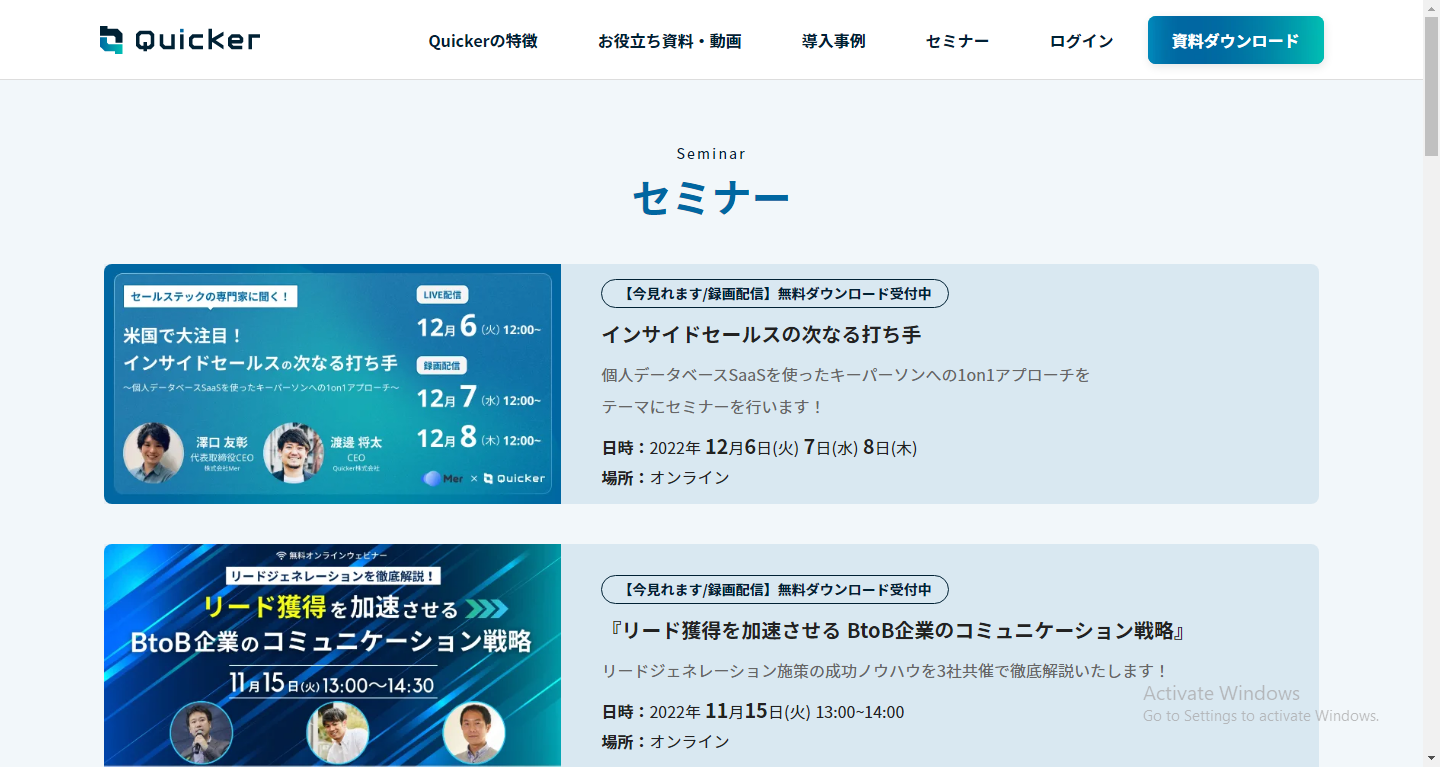 Quicker
Quickerの特徴
お役立ち資料・動画
導入事例
セミナー
ログイン
資料ダウンロード
Seminar
セミナー
セールステックの専門家に聞く！
米国で大注目！
インサイドセールスの次なる打ち手
～個人データベースSaaSを使ったキーパーソンへの1on1アプローチ～
澤口 友彰
代表取締役CEO
株式会社Mer
渡邊 将太
CEO
Quicker株式会社
LIVE配信
12月 6 (火) 12:00~
録画配信
12月 7 (水) 12:00~
12月 8 (木) 12:00~
Mer × Quicker
【今見れます/録画配信】無料ダウンロード受付中
インサイドセールスの次なる打ち手
個人データベースSaaSを使ったキーパーソンへの1on1アプローチを
テーマにセミナーを行います！
日時：2022年 12月6日(火) 7日(水) 8日(木)
場所：オンライン
無料オンラインウェビナー
リードジェネレーションを徹底解説！
リード獲得を加速させる
BtoB企業のコミュニケーション戦略
11月15日(火)13:00～14:30
【今見れます/録画配信】無料ダウンロード受付中
『リード獲得を加速させる BtoB企業のコミュニケーション戦略』
リードジェネレーション施策の成功ノウハウを3社共催で徹底解説いたします！
日時：2022年 11月15日(火) 13:00~14:00
場所：オンライン
Activate Windows
Go to Settings to activate Windows.